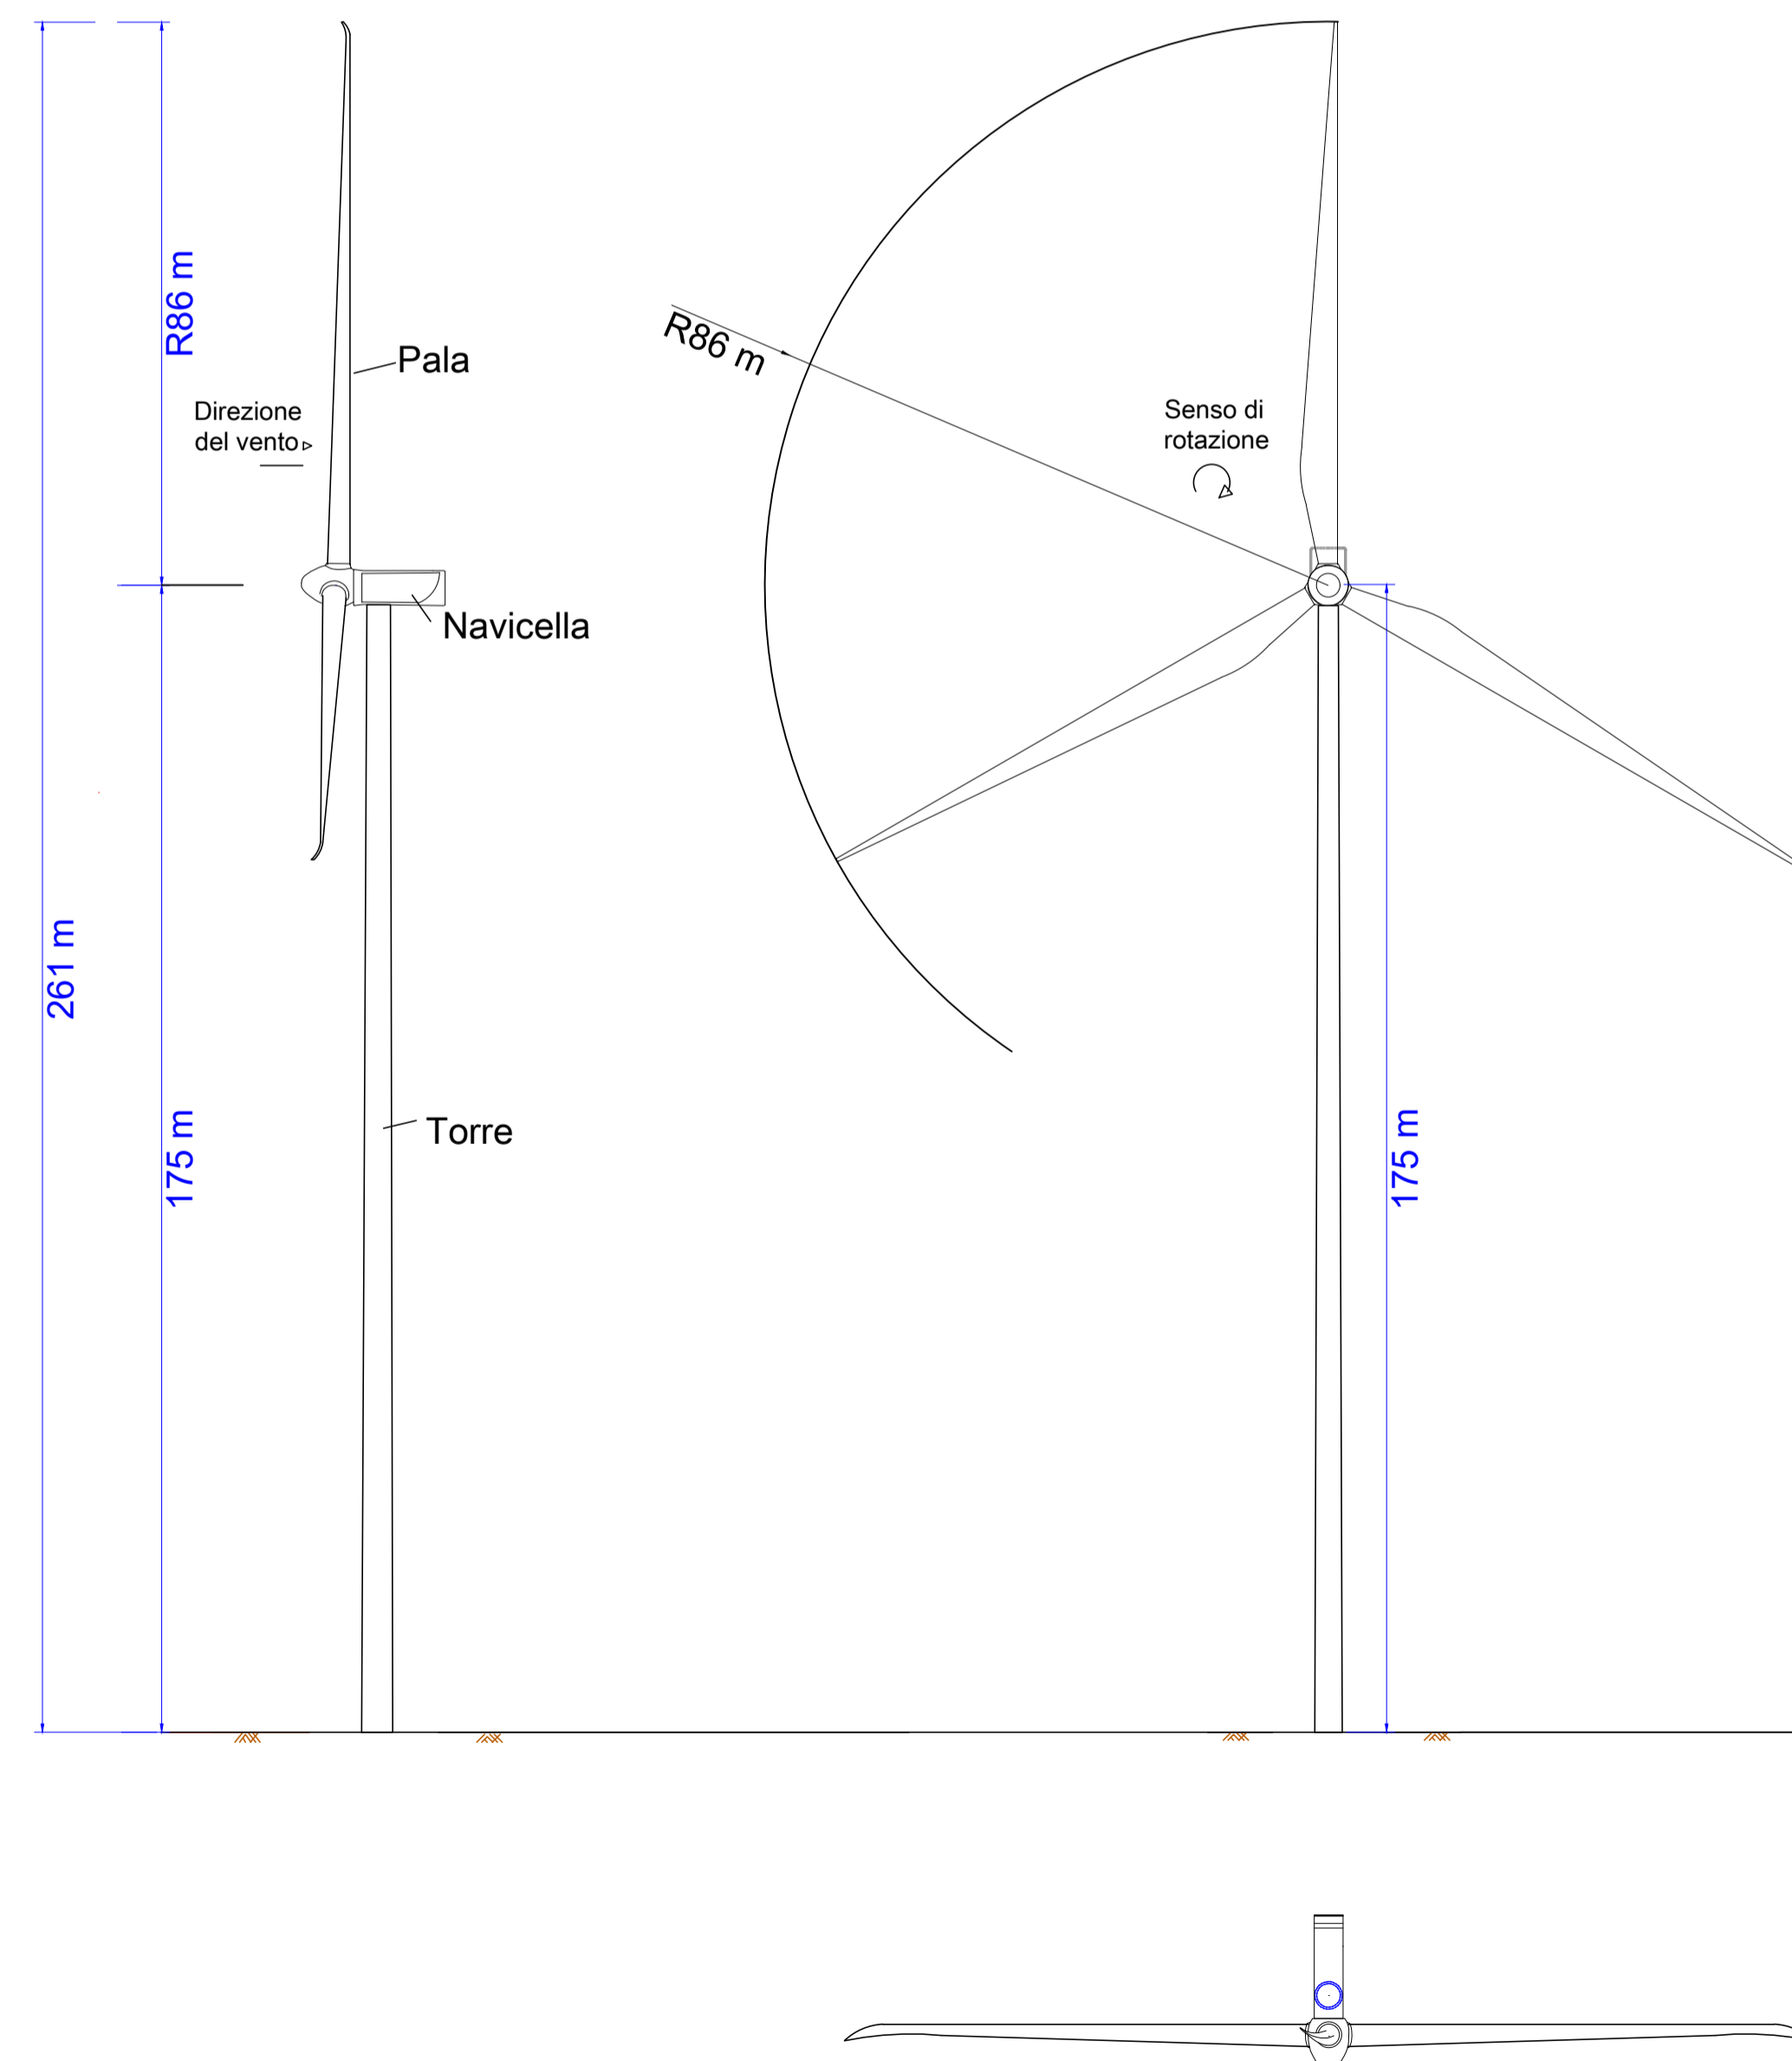 R86 m
Pala
Direzione
del vento
Navicella
261 m
175 m
Torre
R86 m
Senso di
rotazione
175 m